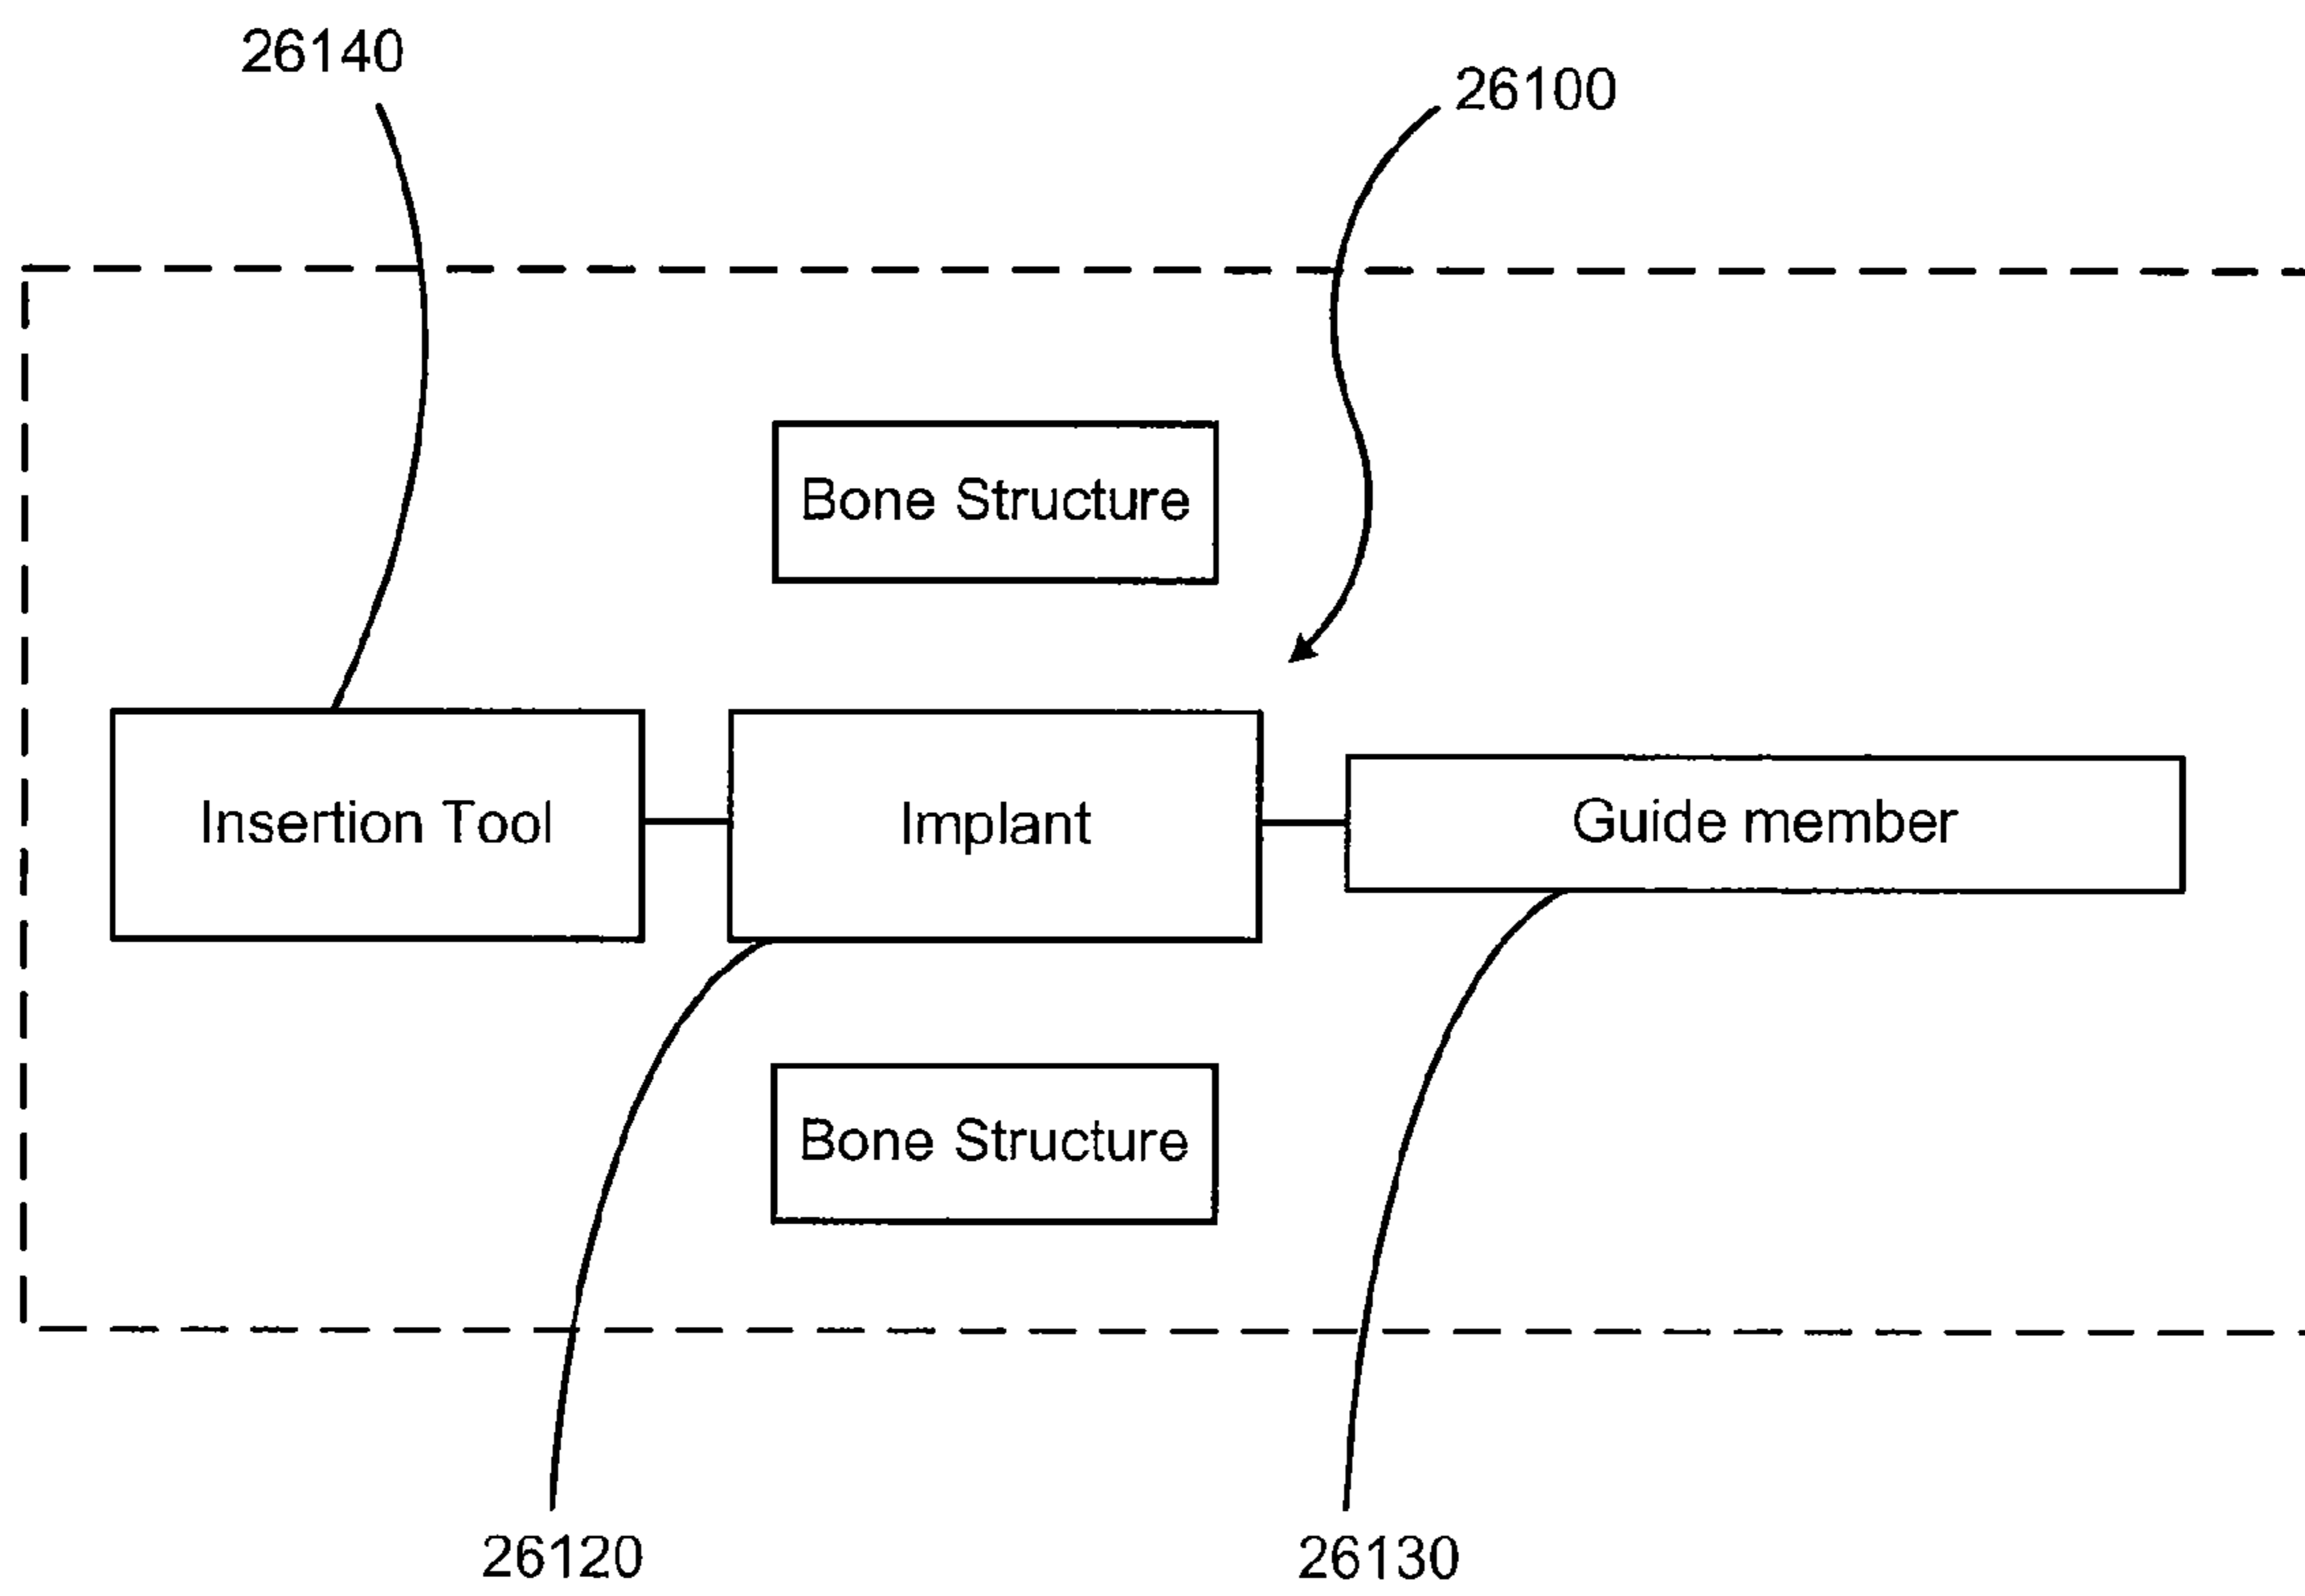 26140
26100
Bone Structure
Insertion Tool
Implant
Guide member
Bone Structure
26120
26130